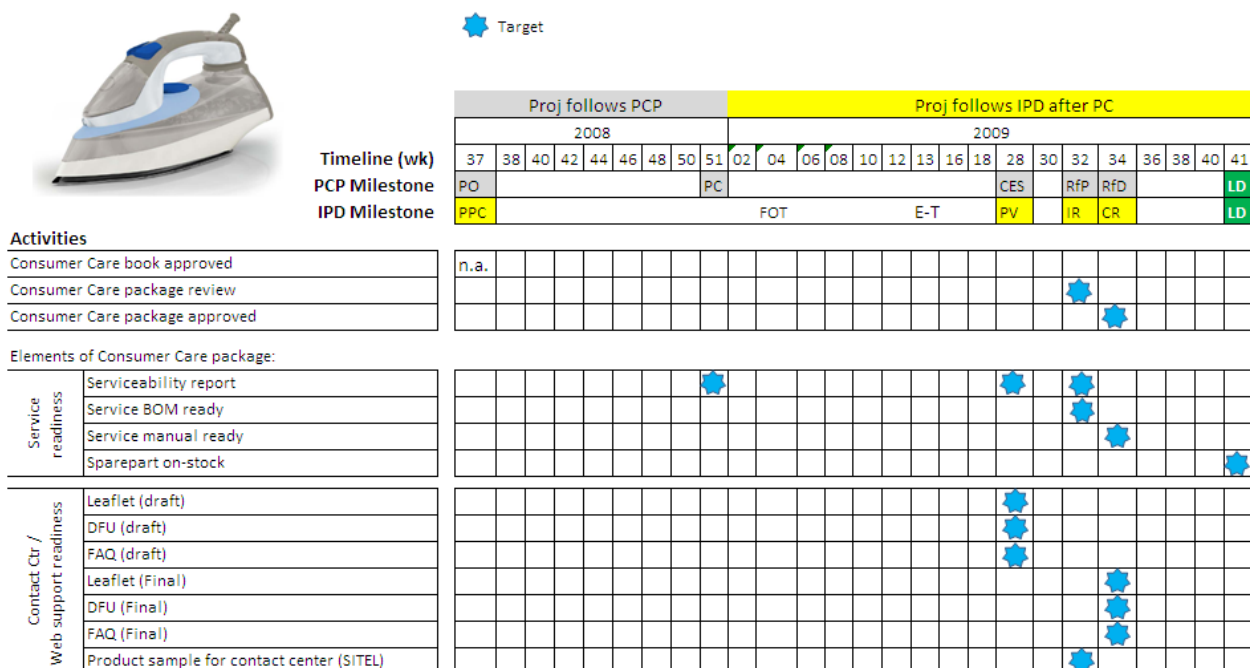 Target
Proj follows PCP Proj follows IPD after PC
2008 2009
Timeline (wk) 37 38 40 42 44 46 48 50 51 02 04 06 08 10 12 13 16 18 28 30 32 34 36 38 40 41
PCP Milestone PO PC CES RfP RfD LD
IPD Milestone PPC FOT E-T PV IR CR LD
Activities
Consumer Care book approved n.a.
Consumer Care package review
Consumer Care package approved
Elements of Consumer Care package:
Service
readiness
Serviceability report
Service BOM ready
Service manual ready
Sparepart on-stock
Contact Ctr /
Web support readiness
Leaflet (draft)
DFU (draft)
FAQ (draft)
Leaflet (Final)
DFU (Final)
FAQ (Final)
Product sample for contact center (SITEL)